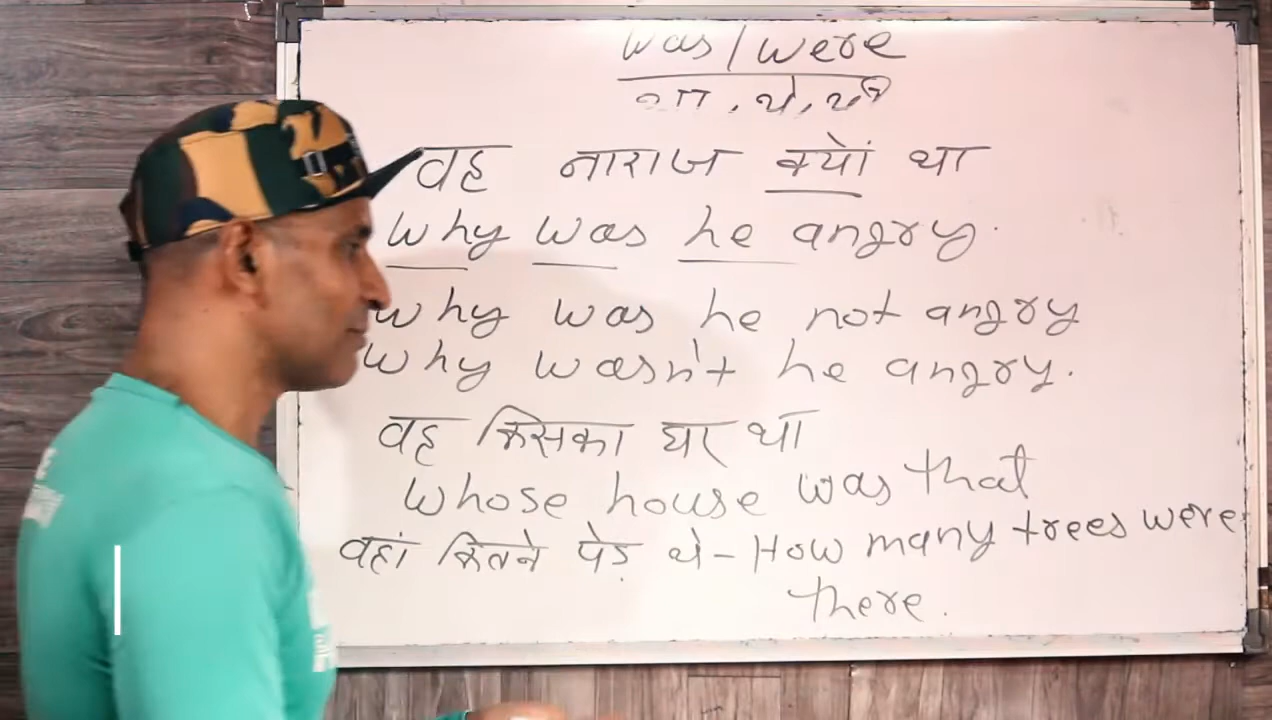 was/were
था, थे, थी
वह नाराज क्यों था
Why was he angry.
Why was he not angry
Why wasn't he angry.
वह किसका घर था
Whose house was that
वहां कितने पेड़ थे - How many trees were
there.